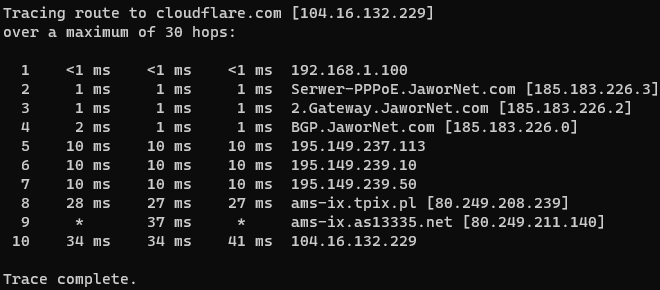 Tracing route to cloudflare.com [104.16.132.229]
over a maximum of 30 hops:
1 <1 ms <1 ms <1 ms 192.168.1.100
2 1 ms 1 ms 1 ms Serwer-PPPoE.JaworNet.com [185.183.226.3]
3 1 ms 1 ms 1 ms 2.Gateway.JaworNet.com [185.183.226.2]
4 2 ms 1 ms 1 ms BGP.JaworNet.com [185.183.226.0]
5 10 ms 10 ms 10 ms 195.149.237.113
6 10 ms 10 ms 10 ms 195.149.239.10
7 10 ms 10 ms 10 ms 195.149.239.50
8 28 ms 27 ms 27 ms ams-ix.tpix.pl [80.249.208.239]
9 * 37 ms * ams-ix.as13335.net [80.249.211.140]
10 34 ms 34 ms 41 ms 104.16.132.229
Trace complete.